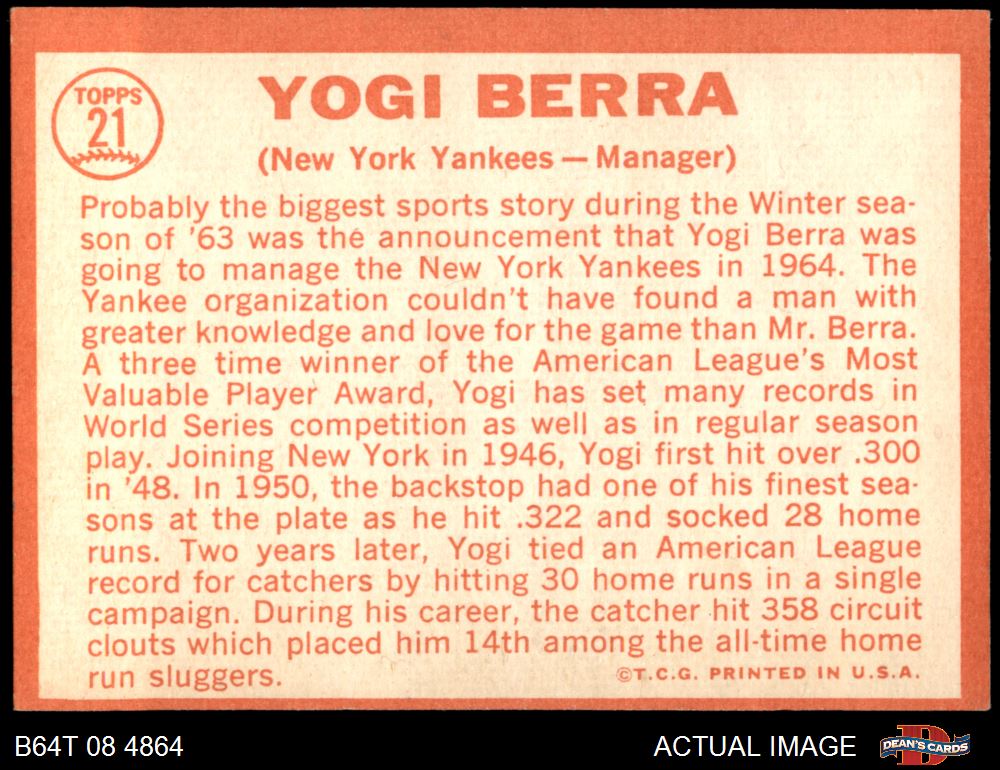 TOPPS
21
YOGI BERRA
(New York Yankees — Manager)
Probably the biggest sports story during the Winter sea-
son of '63 was the announcement that Yogi Berra was
going to manage the New York Yankees in 1964. The
Yankee organization couldn't have found a man with
greater knowledge and love for the game than Mr. Berra.
A three time winner of the American League's Most
Valuable Player Award, Yogi has set many records in
World Series competition as well as in regular season
play. Joining New York in 1946, Yogi first hit over .300
in '48. In 1950, the backstop had one of his finest sea-
sons at the plate as he hit .322 and socked 28 home
runs. Two years later, Yogi tied an American League
record for catchers by hitting 30 home runs in a single
campaign. During his career, the catcher hit 358 circuit
clouts which placed him 14th among the all-time home
run sluggers.
©T.C.G. PRINTED IN U.S.A.
B64T 08 4864
ACTUAL IMAGE
DEAN'S CARDS